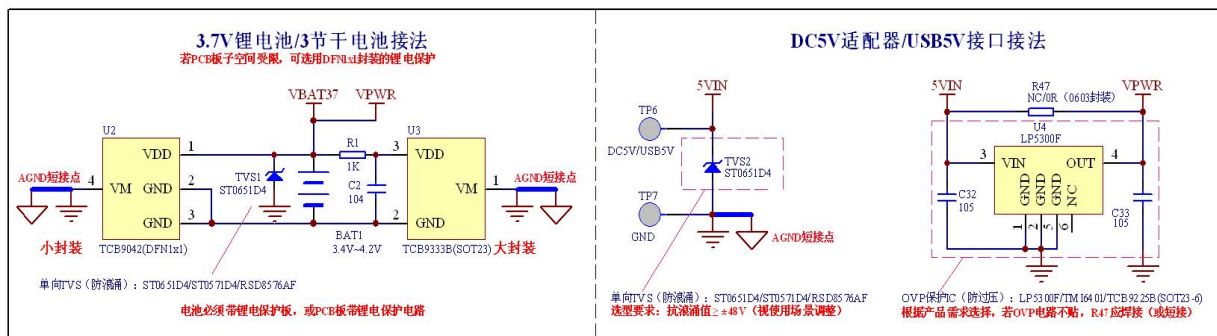 3.7V锂电池/3节干电池接法
若PCB板子空间受限，可选用DFN1x1封装的锂电保护
VBAT37
VPWR
U2
U3
VDD
1
R1
3
VDD
AGND短接点
4
VM
GND
2
TVS1
ST0651D4
1K
C2
104
VM
1
AGND短接点
GND
3
2
GND
小封装
TCB9042(DFN1x1)
BAT1
3.4V~4.2V
TCB9333B(SOT23)
大封装
单向TVS（防浪涌）：ST0651D4/ST0571D4/RSD8576AF
电池必须带锂电保护板，或PCB板带锂电保护电路
DC5V适配器/USB5V接口接法
5VIN
TP6
DC5V/USB5V
TVS2
ST0651D4
TP7
GND
AGND短接点
单向TVS（防浪涌）：ST0651D4/ST0571D4/RSD8576AF
选型要求：抗浪涌值≥±48V（视使用场景调整）
5VIN
R47
NC/0R（0603封装）
VPWR
U4
LP5300F
3
VIN
OUT
4
GND
GND
GND
NC
C32
105
C33
105
1
2
5
6
OVP保护IC（防过压）：LP5300F/TMI6401/TCB9225B(SOT23-6)
根据产品需求选择，若OVP电路不贴，R47应焊接（或短接）